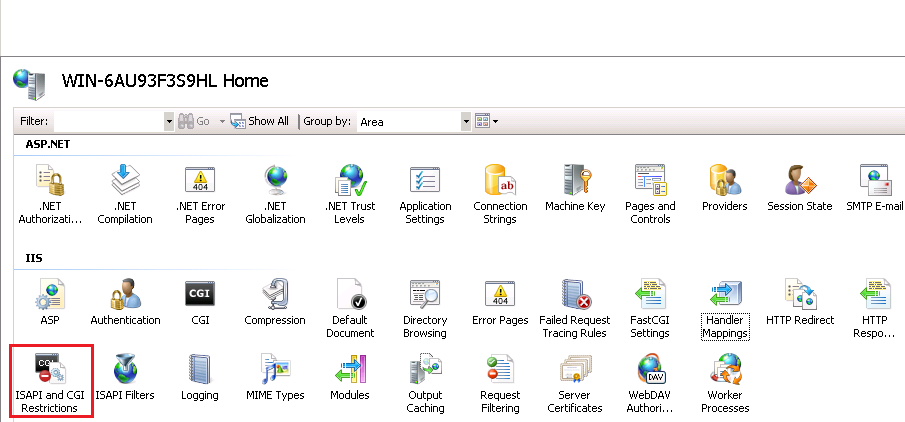 WIN-6AU93F3S9HL Home
Filter: Go Show All Group by: Area
ASP.NET
.NET Authorizati... .NET Compilation .NET Error Pages .NET Globalization .NET Trust Levels Application Settings Connection Strings Machine Key Pages and Controls Providers Session State SMTP E-mail
404
ab
IIS
ASP Authentication CGI Compression Default Document Directory Browsing Error Pages Failed Request Tracing Rules FastCGI Settings Handler Mappings HTTP Redirect HTTP Respo...
CGI
404
ISAPI and CGI Restrictions ISAPI Filters Logging MIME Types Modules Output Caching Request Filtering Server Certificates WebDAV Authori... Worker Processes
CGI
DAV